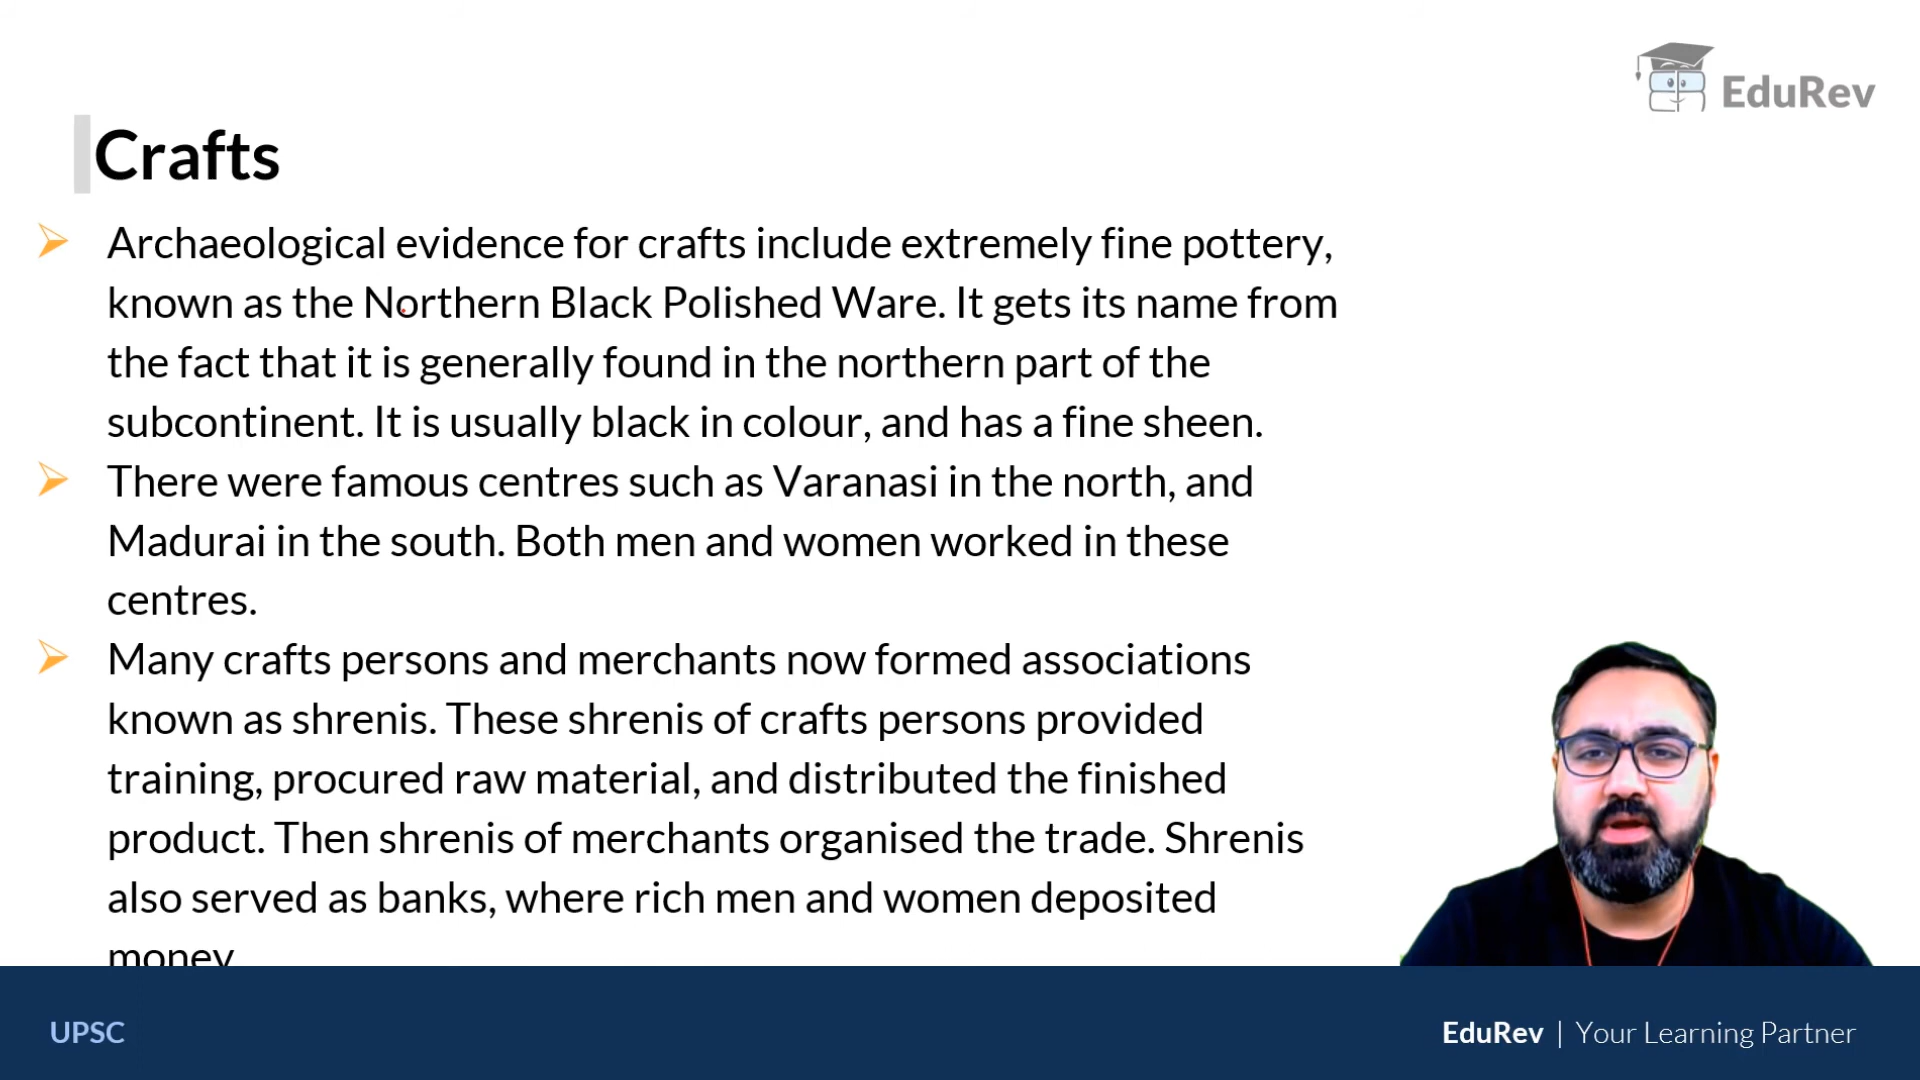 EduRev
Crafts
Archaeological evidence for crafts include extremely fine pottery,
known as the Northern Black Polished Ware. It gets its name from
the fact that it is generally found in the northern part of the
subcontinent. It is usually black in colour, and has a fine sheen.
There were famous centres such as Varanasi in the north, and
Madurai in the south. Both men and women worked in these
centres.
Many crafts persons and merchants now formed associations
known as shrenis. These shrenis of crafts persons provided
training, procured raw material, and distributed the finished
product. Then shrenis of merchants organised the trade. Shrenis
also served as banks, where rich men and women deposited
money
UPSC
EduRev | Your Learning Partner